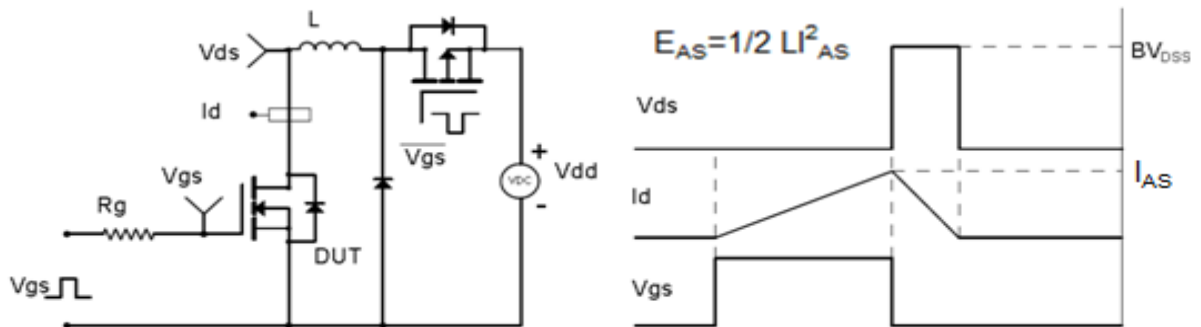 L
Vds
Id
Vgs
Vgs
Rg
DUT
Vgs
+
VDC
Vdd
-
E_AS=1/2 LI²_AS
BV_DSS
Vds
I_AS
Id
Vgs